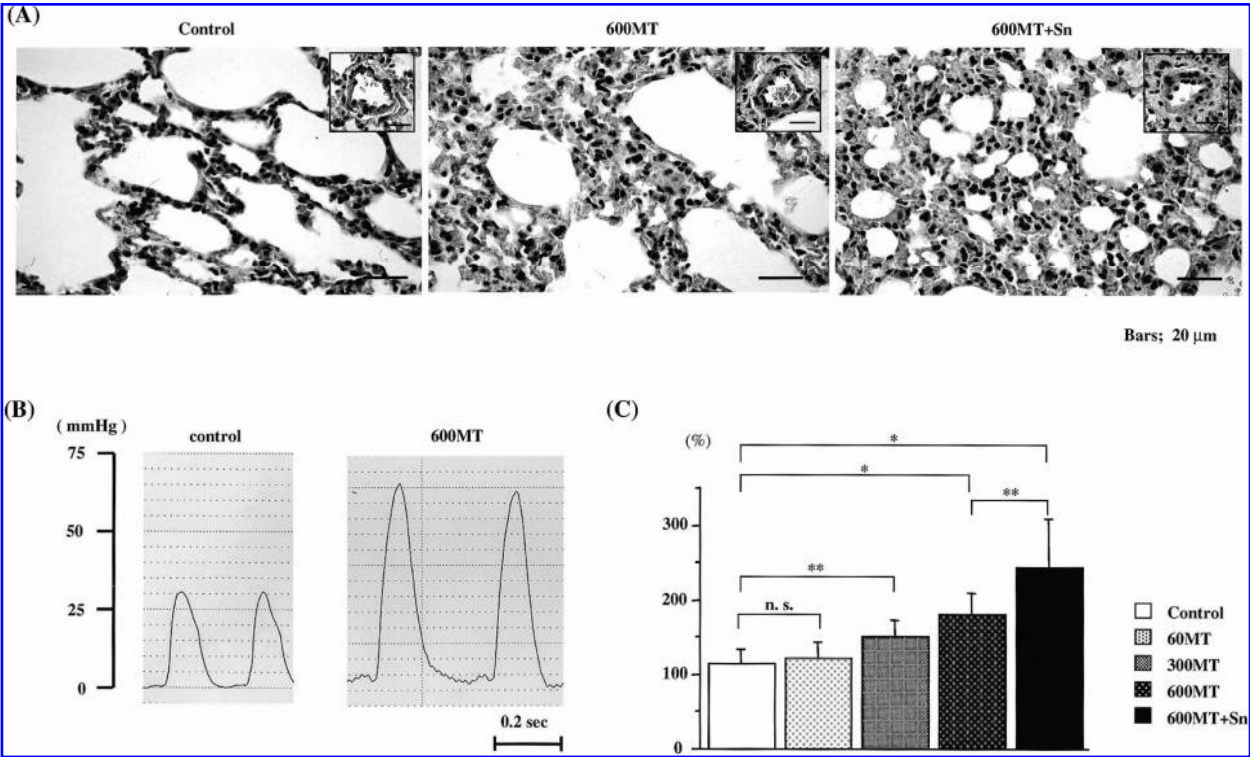 (A)
Control 600MT 600MT+Sn
Bars; 20 µm
(B)
( mmHg )
control 600MT
75
50
25
0
0.2 sec
(C)
(%)
*
*
**
**
n. s.
300
200
100
0
Control
60MT
300MT
600MT
600MT+Sn